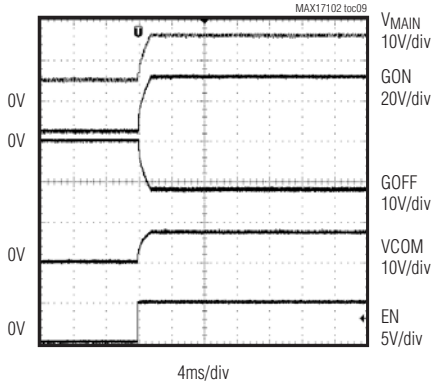 MAX17102 toc09
T
VMAIN
10V/div
GON
20V/div
0V
0V
GOFF
10V/div
VCOM
10V/div
0V
EN
5V/div
0V
4ms/div